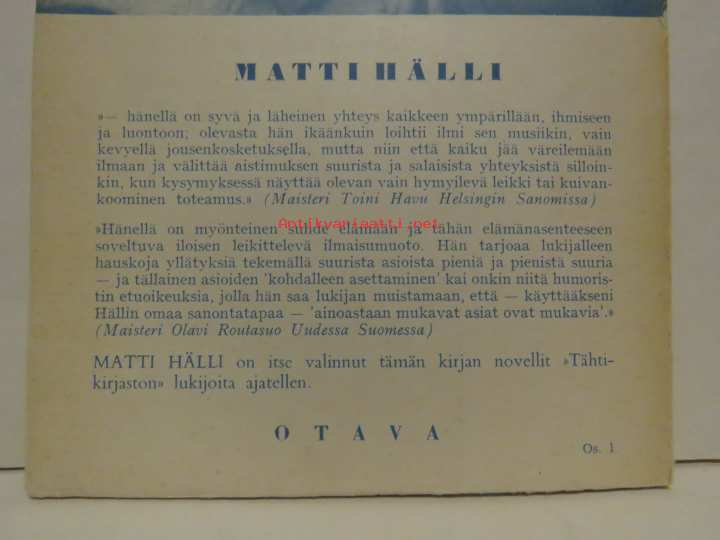 MATTI HÄLLI
»— hänellä on syvä ja läheinen yhteys kaikkeen ympärillään, ihmiseen
ja luontoon; olevasta hän ikäänkuin loihtii ilmi sen musiikin, vain
kevyellä jousenkosketuksella, mutta niin että kaiku jää väreilemään
ilmaan ja välittää aistimuksen suurista ja salaisista yhteyksistä silloin-
kin, kun kysymyksessä näyttää olevan vain hymyilevä leikki tai kuivan-
koominen toteamus.» (Maisteri Toini Havu Helsingin Sanomissa)
Antikvariaatti.net
»Hänellä on myönteinen suhde elämään ja tähän elämänasenteeseen
soveltuva iloisen leikittelevä ilmaisumuoto. Hän tarjoaa lukijalleen
hauskoja yllätyksiä tekemällä suurista asioista pieniä ja pienistä suuria
— ja tällainen asioiden 'kohdalleen asettaminen' kai onkin niitä humoris-
tin etuoikeuksia, jolla hän saa lukijan muistamaan, että — käyttääkseni
Hällin omaa sanontatapaa — 'ainoastaan mukavat asiat ovat mukavia'.»
(Maisteri Olavi Routasuo Uudessa Suomessa)
MATTI HÄLLI on itse valinnut tämän kirjan novellit »Tähti-
kirjaston» lukijoita ajatellen.
OTAVA
Os. 1